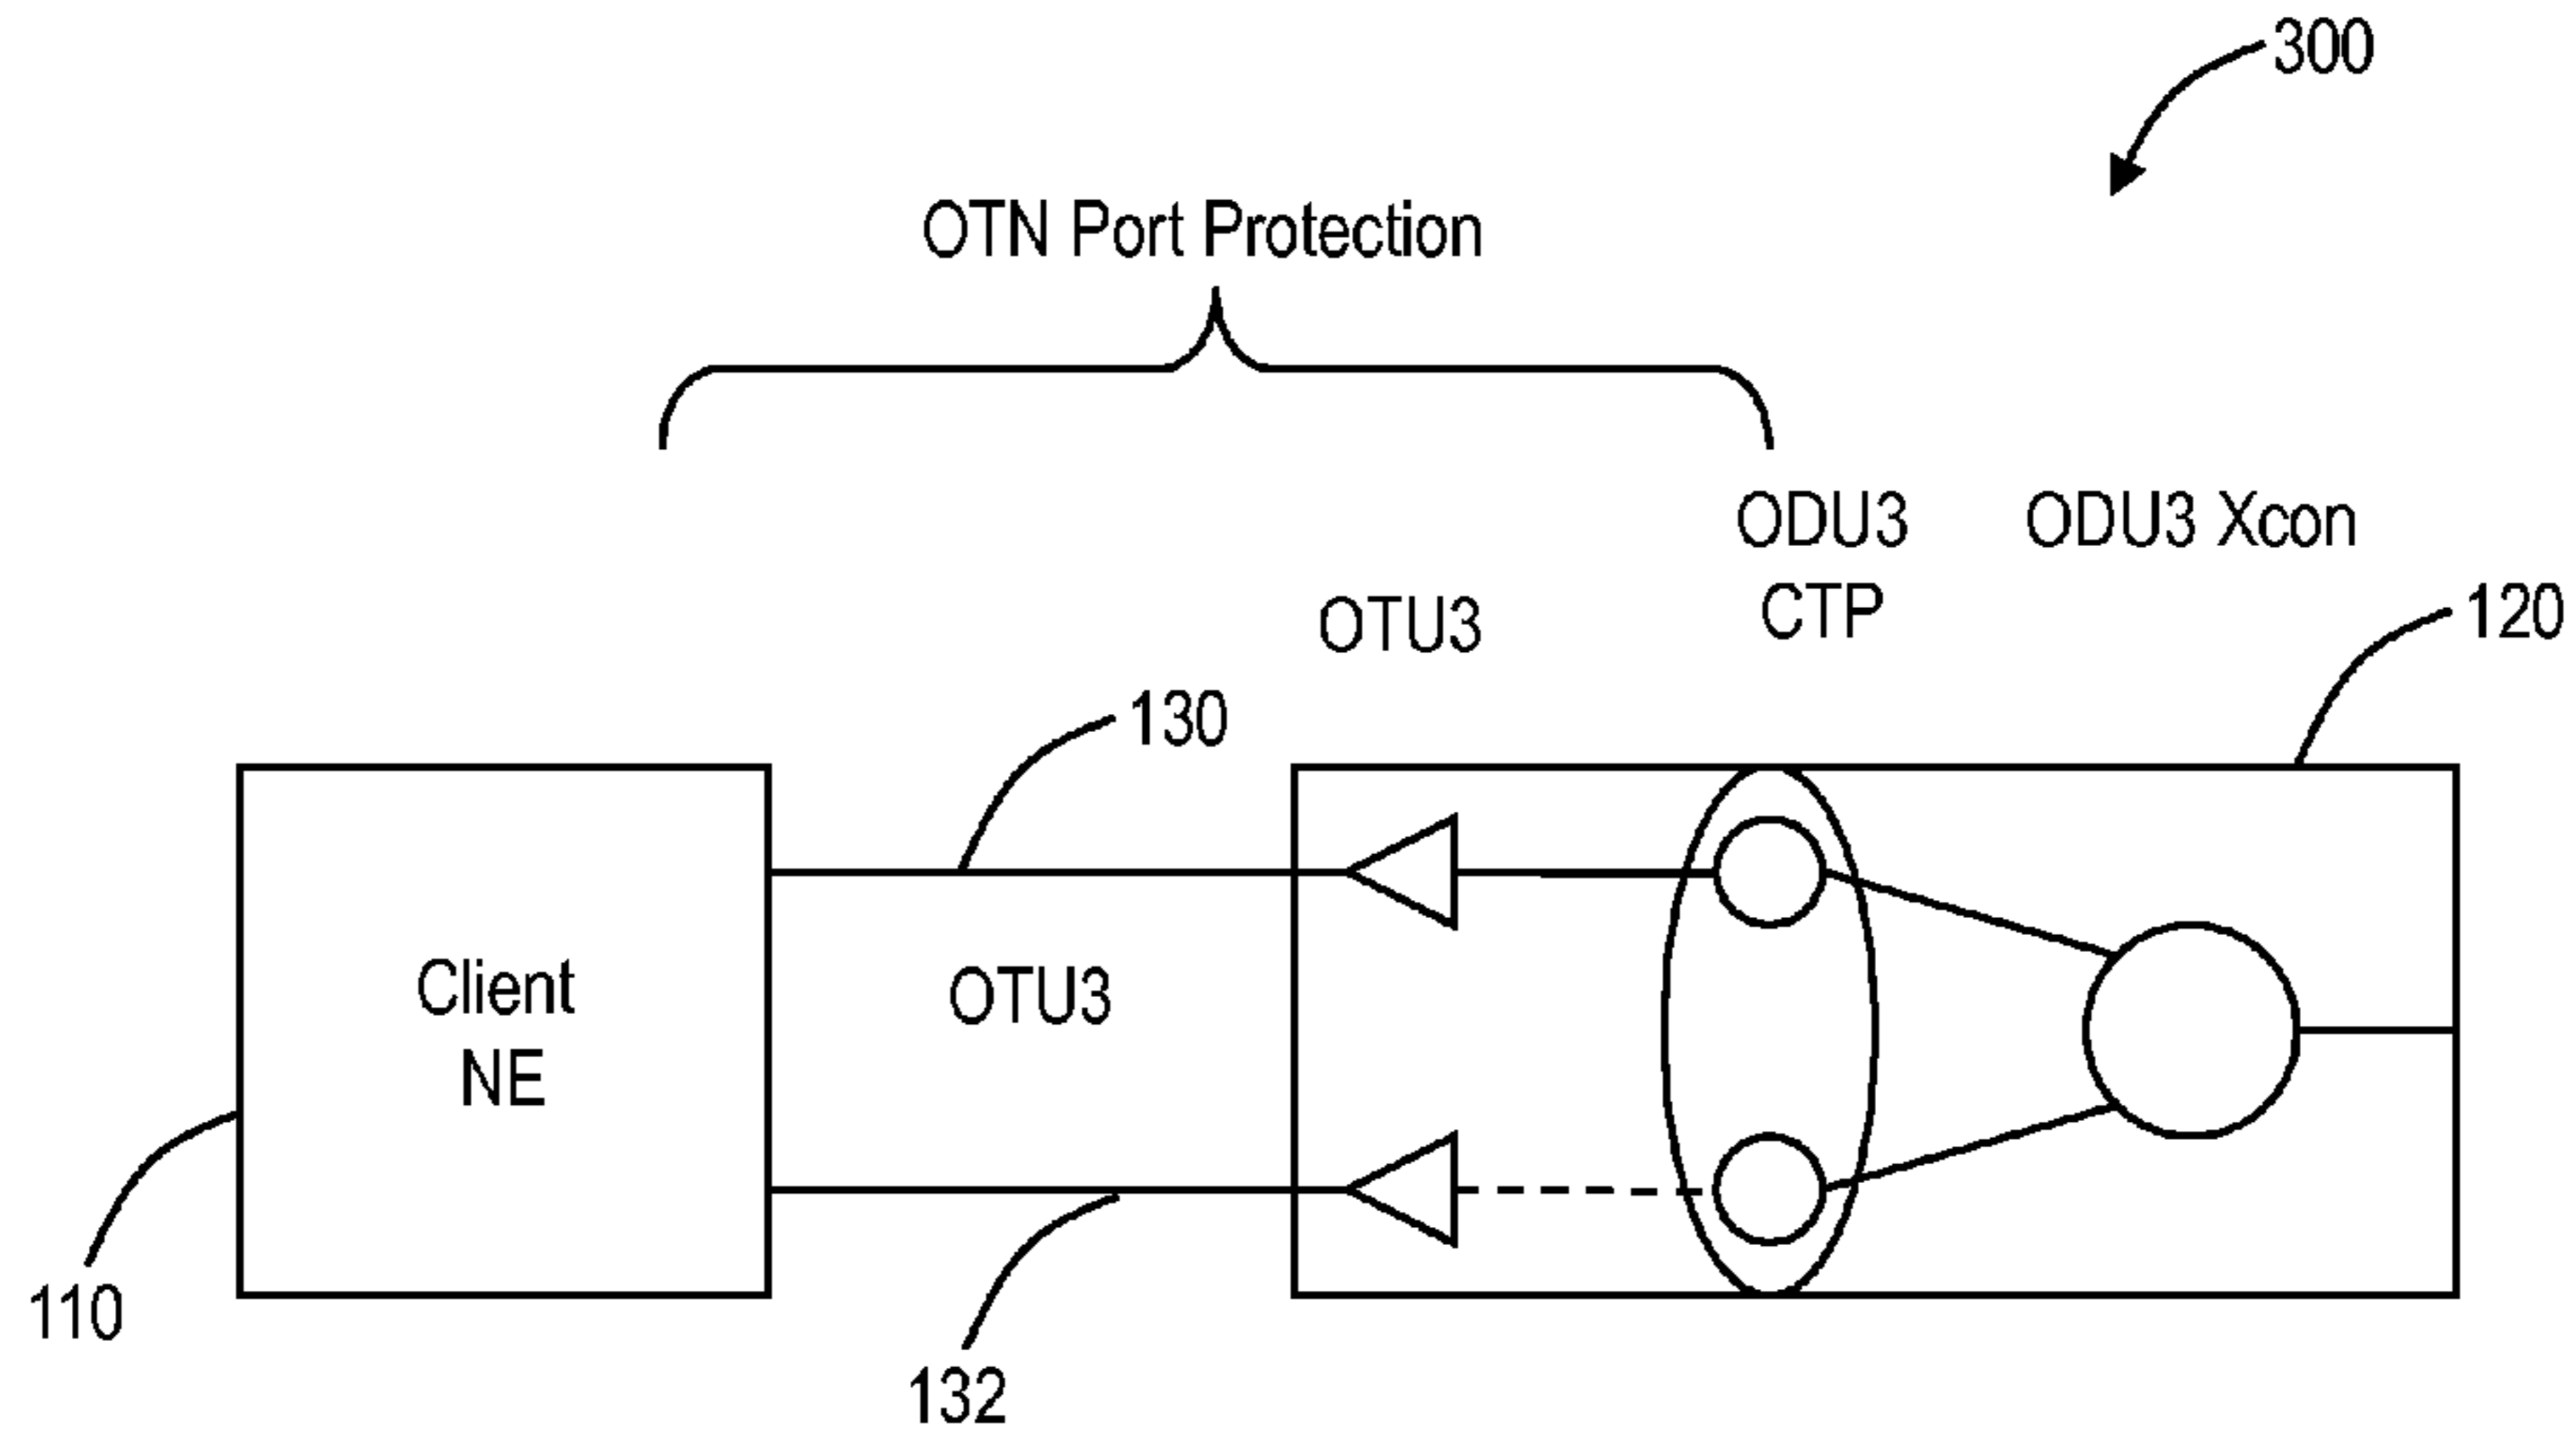 300
OTN Port Protection
ODU3
CTP
ODU3 Xcon
OTU3
120
130
Client
NE
OTU3
110
132